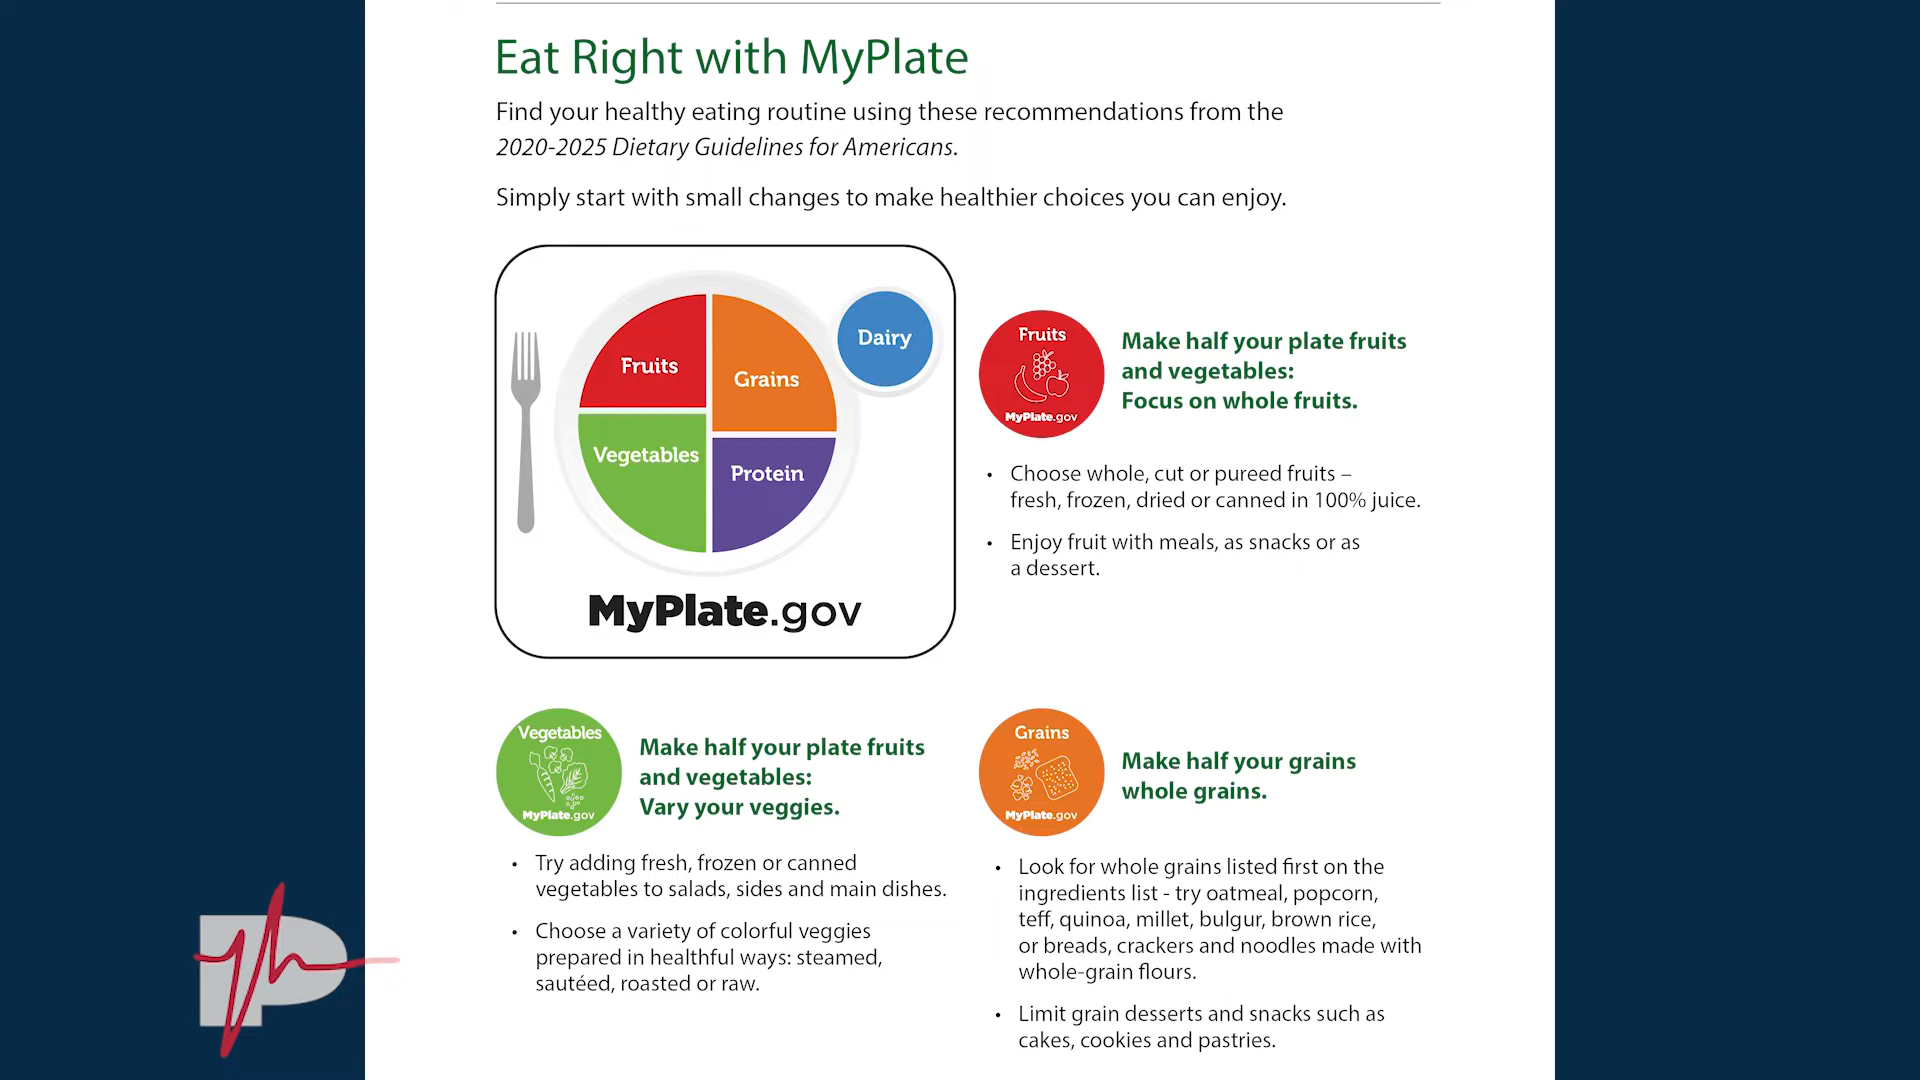 Eat Right with MyPlate
Find your healthy eating routine using these recommendations from the
2020-2025 Dietary Guidelines for Americans.
Simply start with small changes to make healthier choices you can enjoy.
Fruits
Grains
Dairy
Vegetables
Protein
MyPlate.gov
Fruits
MyPlate.gov
Make half your plate fruits
and vegetables:
Focus on whole fruits.
• Choose whole, cut or pureed fruits –
fresh, frozen, dried or canned in 100% juice.
• Enjoy fruit with meals, as snacks or as
a dessert.
Vegetables
MyPlate.gov
Make half your plate fruits
and vegetables:
Vary your veggies.
• Try adding fresh, frozen or canned
vegetables to salads, sides and main dishes.
• Choose a variety of colorful veggies
prepared in healthful ways: steamed,
sautéed, roasted or raw.
Grains
MyPlate.gov
Make half your grains
whole grains.
• Look for whole grains listed first on the
ingredients list - try oatmeal, popcorn,
teff, quinoa, millet, bulgur, brown rice,
or breads, crackers and noodles made with
whole-grain flours.
• Limit grain desserts and snacks such as
cakes, cookies and pastries.
P